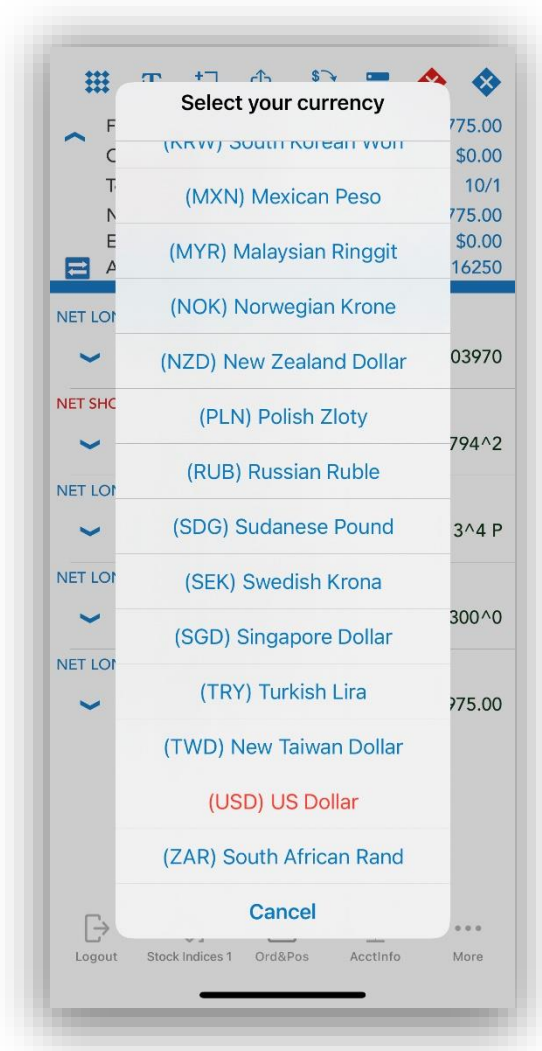 Select your currency
F 775.00
(KRW) South Korean Won
C $0.00
T 10/1
(MXN) Mexican Peso
N 775.00
E $0.00
(MYR) Malaysian Ringgit
A 16250
(NOK) Norwegian Krone
NET LON
(NZD) New Zealand Dollar
03970
NET SHO
(PLN) Polish Zloty
794^2
(RUB) Russian Ruble
NET LON
(SDG) Sudanese Pound
3^4 P
NET LON
(SEK) Swedish Krona
300^0
(SGD) Singapore Dollar
NET LON
(TRY) Turkish Lira
975.00
(TWD) New Taiwan Dollar
(USD) US Dollar
(ZAR) South African Rand
Cancel
Logout Stock Indices 1 Ord&Pos AcctInfo More